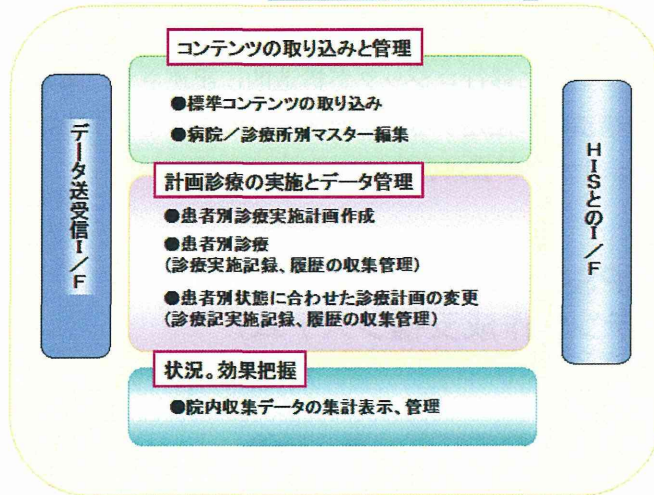 コンテンツの取り込みと管理
●標準コンテンツの取り込み
●病院／診療所別マスター編集
データ送受信I／F
計画診療の実施とデータ管理
●患者別診療実施計画作成
●患者別診療
(診療実施記録、履歴の収集管理)
●患者別状態に合わせた診療計画の変更
(診療記実施記録、履歴の収集管理)
HISとのI／F
状況。効果把握
●院内収集データの集計表示、管理